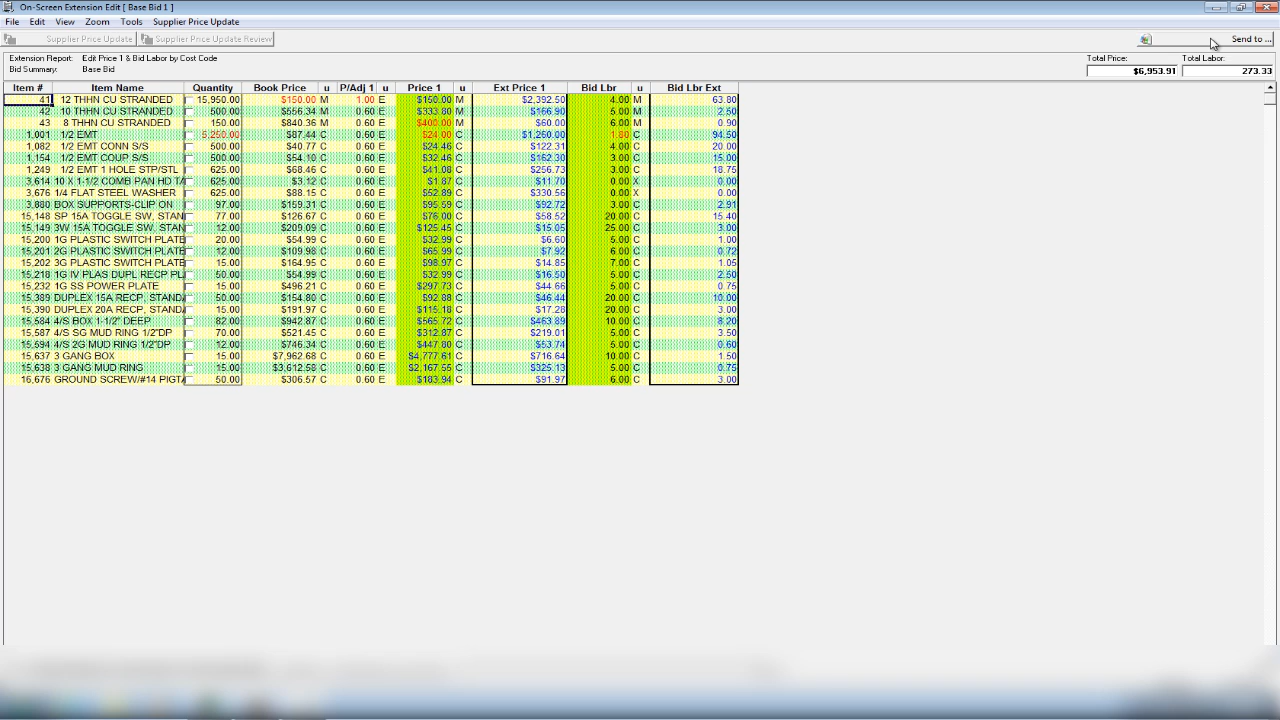 On-Screen Extension Edit [ Base Bid 1 ]
File Edit View Zoom Tools Supplier Price Update
Supplier Price Update Supplier Price Update Review Send to ...
Extension Report: Edit Price 1 & Bid Labor by Cost Code Total Price: Total Labor:
Bid Summary: Base Bid $6,953.91 273.33
Item # Item Name Quantity Book Price u P/Adj 1 u Price 1 u Ext Price 1 Bid Lbr u Bid Lbr Ext
41 12 THHN CU STRANDED 15,950.00 $150.00 M 1.00 E $150.00 M $2,392.50 4.00 M 63.80
42 10 THHN CU STRANDED 500.00 $556.34 M 0.60 E $333.80 M $166.90 5.00 M 2.50
43 8 THHN CU STRANDED 150.00 $840.36 M 0.60 E $400.00 M $60.00 6.00 M 0.90
1,001 1/2 EMT 5,250.00 $87.44 C 0.60 E $24.00 C $1,260.00 1.80 C 94.50
1,082 1/2 EMT CONN S/S 500.00 $40.77 C 0.60 E $24.46 C $122.31 4.00 C 20.00
1,154 1/2 EMT COUP S/S 500.00 $54.10 C 0.60 E $32.46 C $162.30 3.00 C 15.00
1,249 1/2 EMT 1 HOLE STP/STL 625.00 $68.46 C 0.60 E $41.08 C $256.73 3.00 C 18.75
3,614 10 X 1-1/2 COMB PAN HD TA 625.00 $3.12 C 0.60 E $1.87 C $11.70 0.00 X 0.00
3,676 1/4 FLAT STEEL WASHER 625.00 $88.15 C 0.60 E $52.89 C $330.56 0.00 X 0.00
3,880 BOX SUPPORTS-CLIP ON 97.00 $159.31 C 0.60 E $95.59 C $92.72 3.00 C 2.91
15,148 SP 15A TOGGLE SW, STAN 77.00 $126.67 C 0.60 E $76.00 C $58.52 20.00 C 15.40
15,149 3W 15A TOGGLE SW, STAN 12.00 $209.09 C 0.60 E $125.45 C $15.05 25.00 C 3.00
15,200 1G PLASTIC SWITCH PLATE 20.00 $54.99 C 0.60 E $32.99 C $6.60 5.00 C 1.00
15,201 2G PLASTIC SWITCH PLATE 12.00 $109.98 C 0.60 E $65.99 C $7.92 6.00 C 0.72
15,202 3G PLASTIC SWITCH PLATE 15.00 $164.95 C 0.60 E $98.97 C $14.85 7.00 C 1.05
15,218 1G IV PLAS DUPL RECP PL 50.00 $54.99 C 0.60 E $32.99 C $16.50 5.00 C 2.50
15,232 1G SS POWER PLATE 15.00 $496.21 C 0.60 E $297.73 C $44.66 5.00 C 0.75
15,389 DUPLEX 15A RECP, STAND 50.00 $154.80 C 0.60 E $92.88 C $46.44 20.00 C 10.00
15,390 DUPLEX 20A RECP, STAND 15.00 $191.97 C 0.60 E $115.18 C $17.28 20.00 C 3.00
15,584 4/S BOX 1-1/2" DEEP 82.00 $942.87 C 0.60 E $565.72 C $463.89 10.00 C 8.20
15,587 4/S SG MUD RING 1/2"DP 70.00 $521.45 C 0.60 E $312.87 C $219.01 5.00 C 3.50
15,594 4/S 2G MUD RING 1/2"DP 12.00 $746.34 C 0.60 E $447.80 C $53.74 5.00 C 0.60
15,637 3 GANG BOX 15.00 $7,962.68 C 0.60 E $4,777.61 C $716.64 10.00 C 1.50
15,638 3 GANG MUD RING 15.00 $3,612.58 C 0.60 E $2,167.55 C $325.13 5.00 C 0.75
16,676 GROUND SCREW/#14 PIGTA 50.00 $306.57 C 0.60 E $183.94 C $91.97 6.00 C 3.00